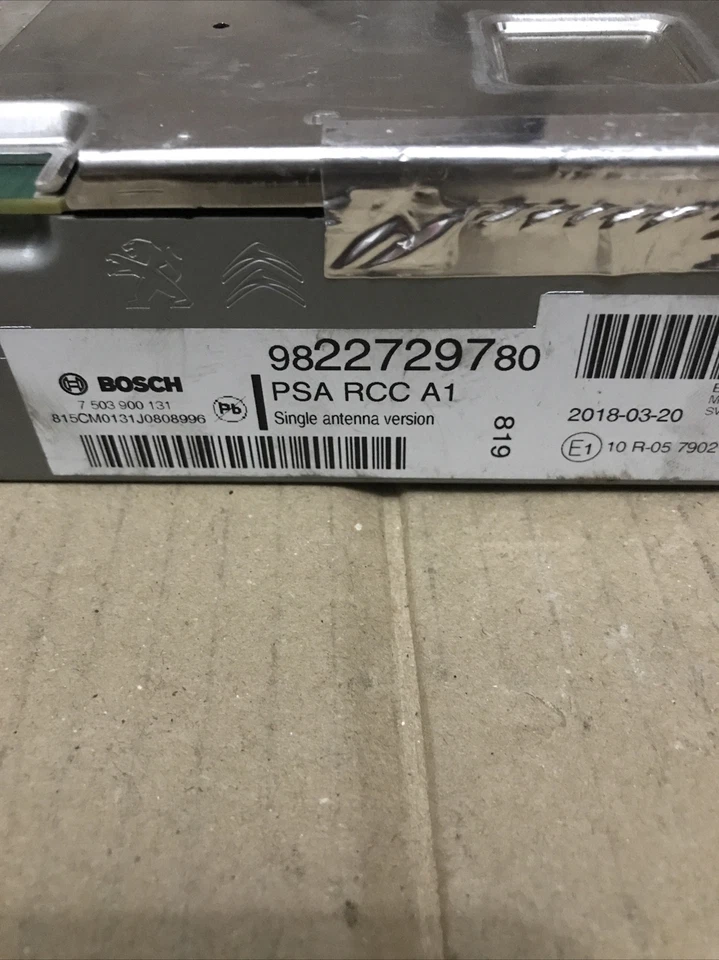 9822729780
BOSCH
PSA RCC A1
7 503 900 131
Pb
815CM0131J0808996
Single antenna version
819
2018-03-20
E1 10 R-05 7902